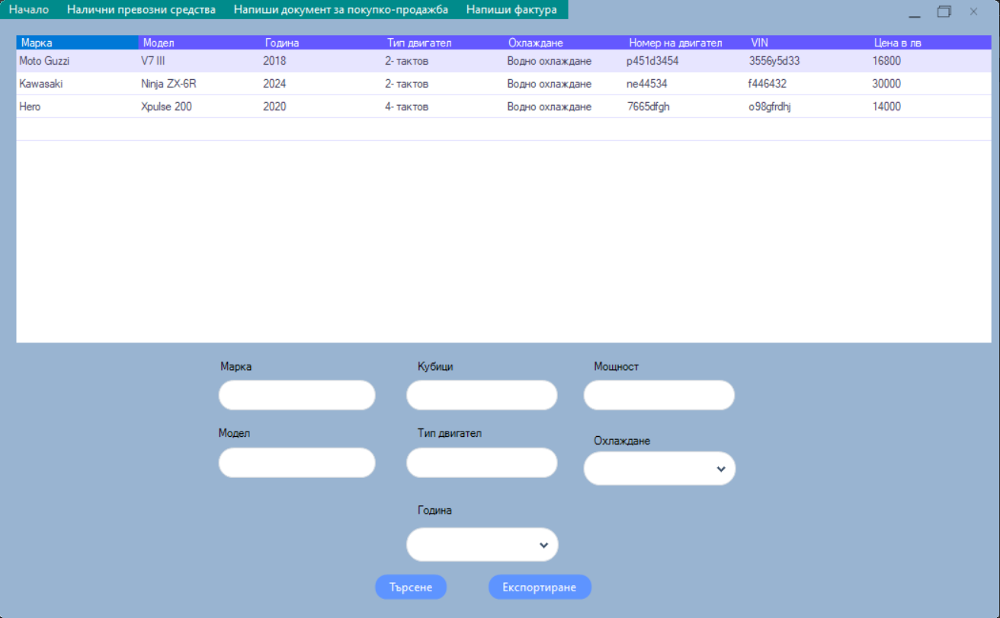 Начало Налични превозни средства Напиши документ за покупко-продажба Напиши фактура
Марка Модел Година Тип двигател Охлаждане Номер на двигател VIN Цена в лв
Moto Guzzi V7 III 2018 2- тактов Водно охлаждане p451d3454 3556y5d33 16800
Kawasaki Ninja ZX-6R 2024 2- тактов Водно охлаждане ne44534 f446432 30000
Hero Xpulse 200 2020 4- тактов Водно охлаждане 7665dfgh o98gfrdhj 14000
Марка Кубици Мощност
Модел Тип двигател Охлаждане
Година
Търсене Експортиране